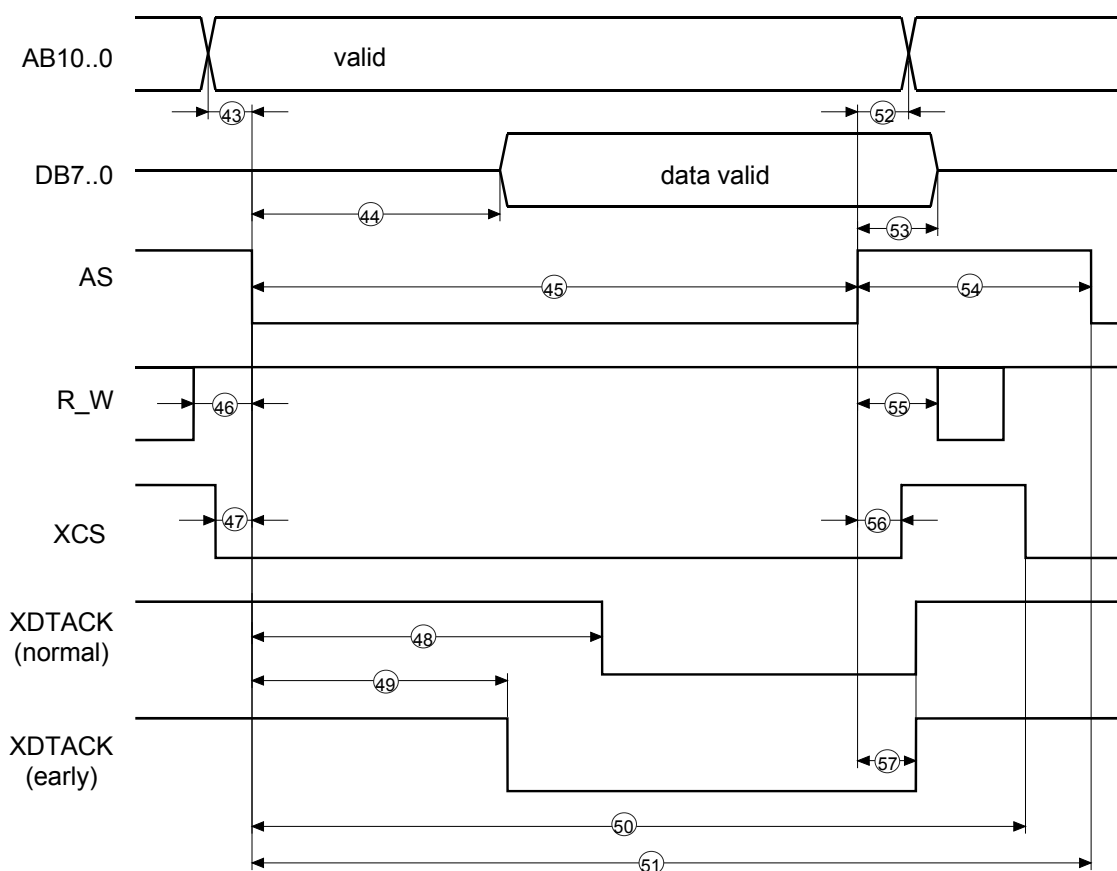 AB10..0
valid
43
52
DB7..0
data valid
44
53
AS
45
54
R_W
46
55
XCS
47
56
XDTACK
(normal)
48
49
XDTACK
(early)
57
50
51